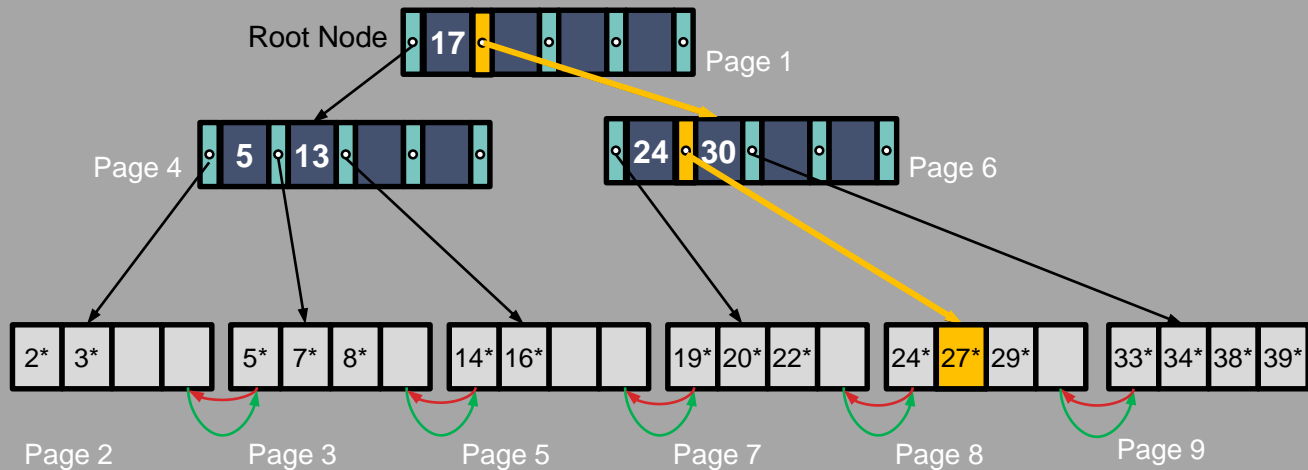 Root Node 17 Page 1
Page 4 5 13 24 30 Page 6
2* 3* 5* 7* 8* 14* 16* 19* 20* 22* 24* 27* 29* 33* 34* 38* 39*
Page 2 Page 3 Page 5 Page 7 Page 8 Page 9